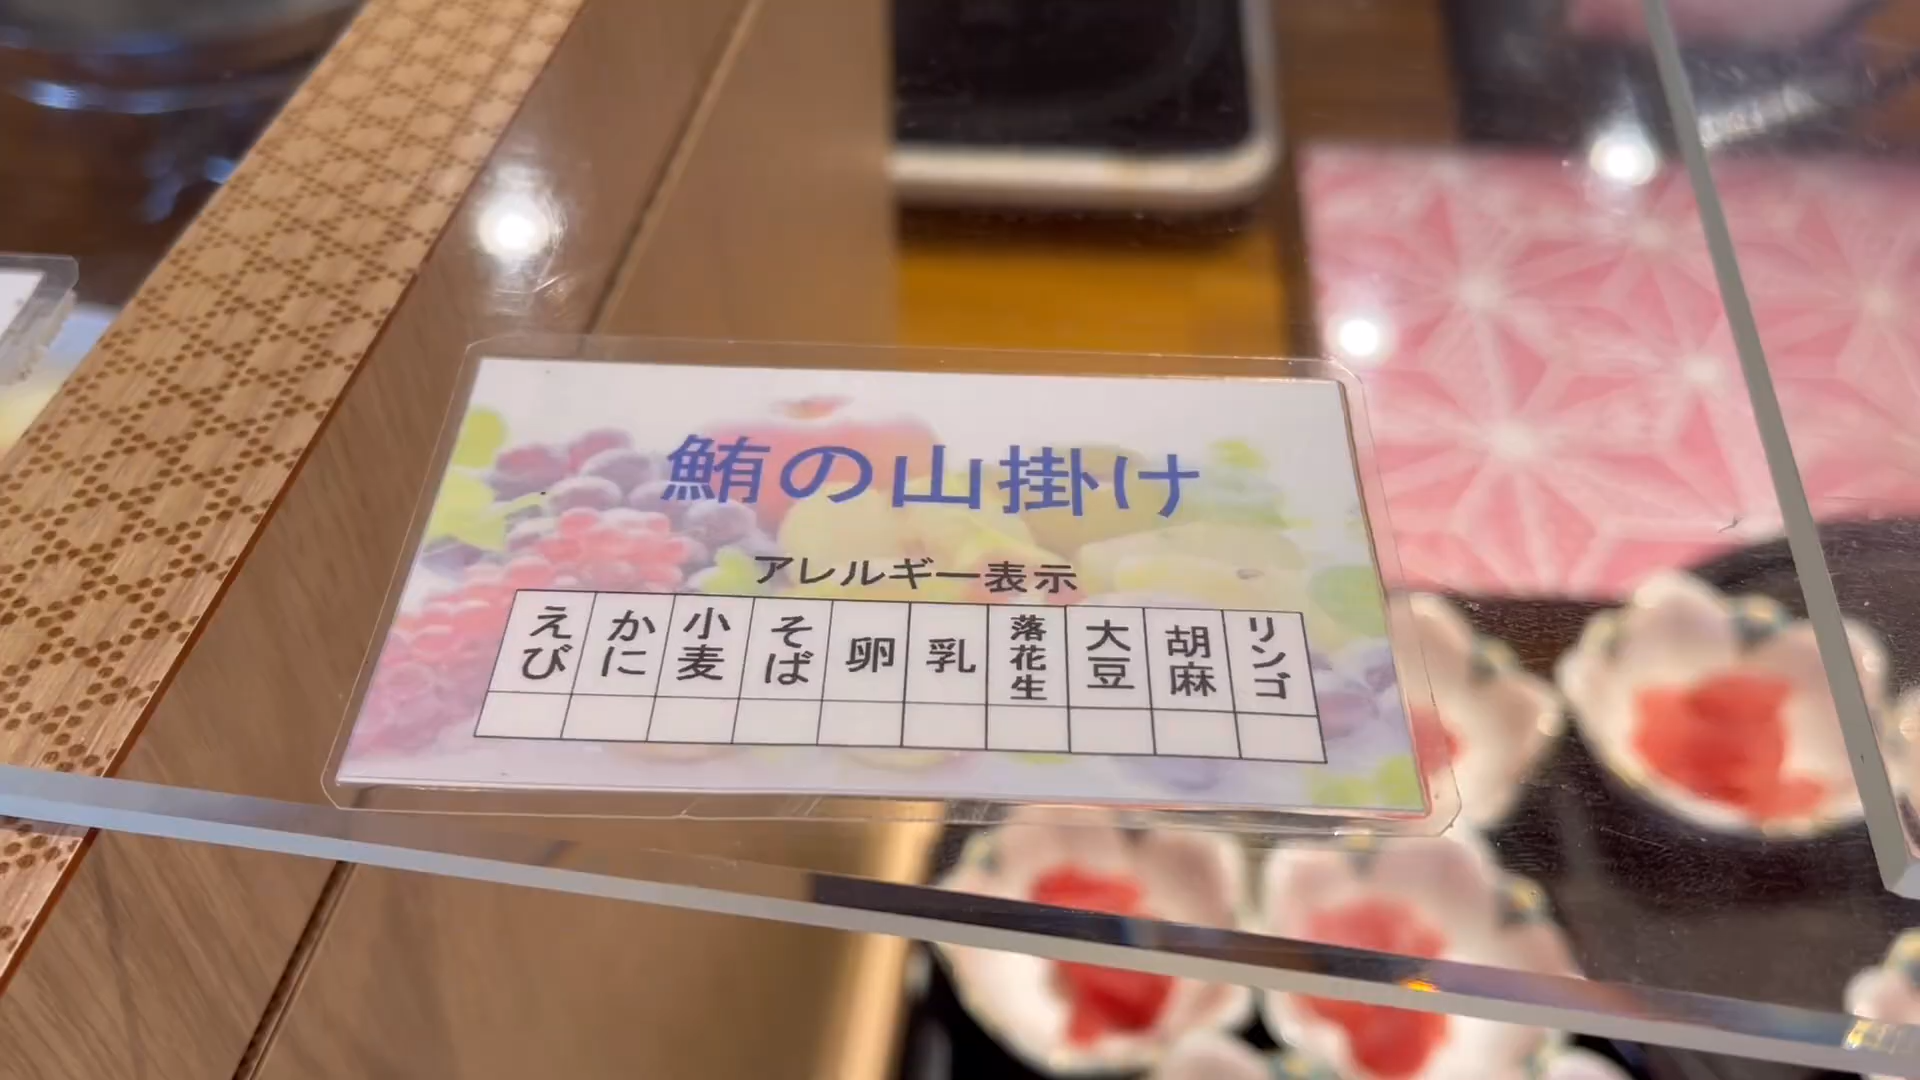 鮪の山掛け
アレルギー表示
えび かに 小麦 そば 卵 乳 落花生 大豆 胡麻 リンゴ